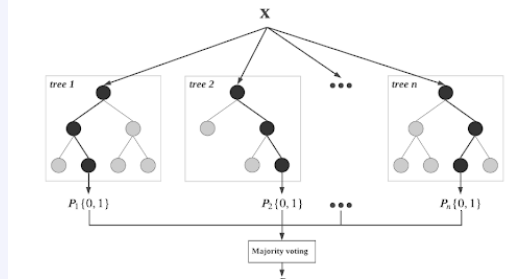 X
tree 1
tree 2
•••
tree n
P₁{0, 1}
P₂{0, 1}
•••
Pₙ{0, 1}
Majority voting